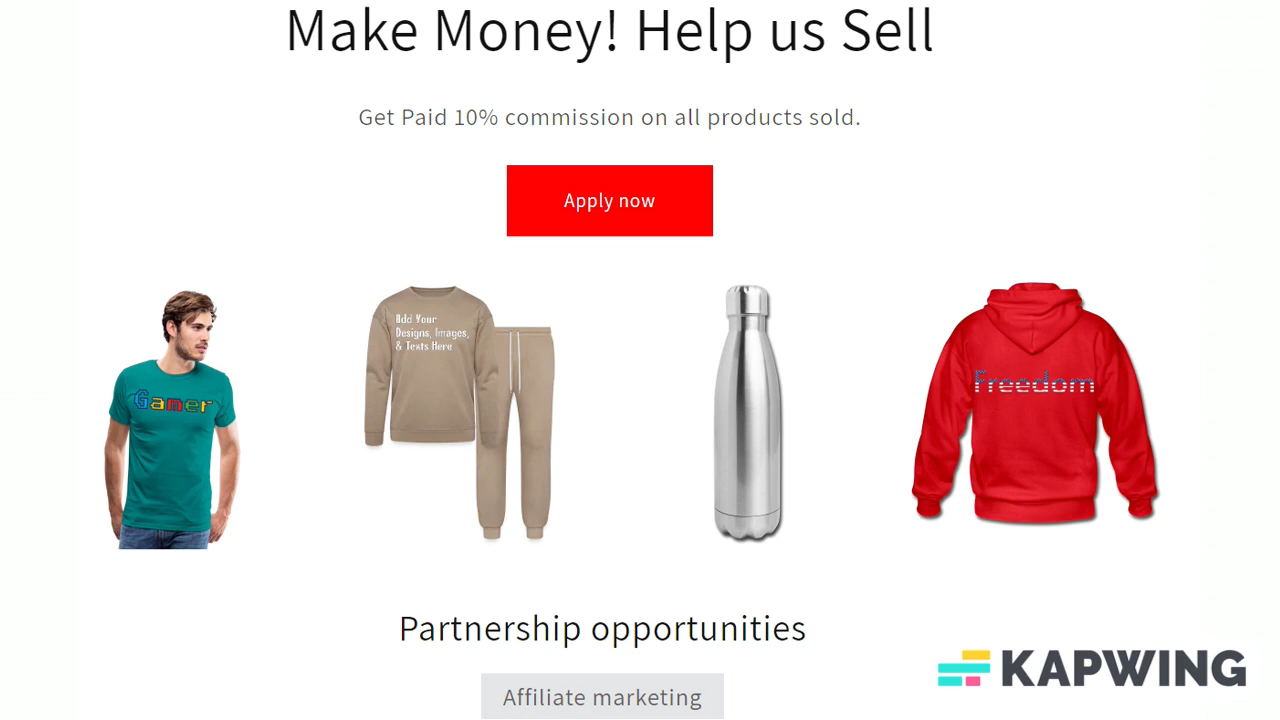 Make Money! Help us Sell
Get Paid 10% commission on all products sold.
Apply now
Gamer
Add Your
Designs, Images,
& Texts Here
Freedom
Partnership opportunities
Affiliate marketing
KAPWING